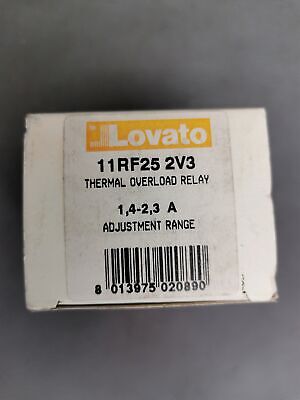 Lovato
11RF25 2V3
THERMAL OVERLOAD RELAY
1,4-2,3 A
ADJUSTMENT RANGE
8 013975 020890